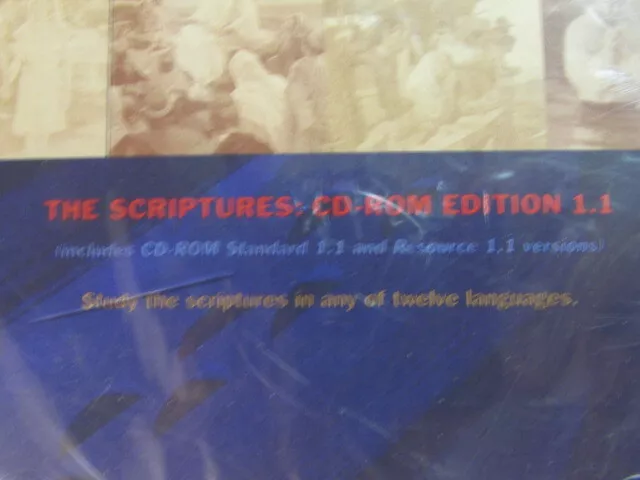 THE SCRIPTURES: CD-ROM EDITION 1.1
(includes CD-ROM Standard 1.1 and Resource 1.1 versions)
Study the scriptures in any of twelve languages.